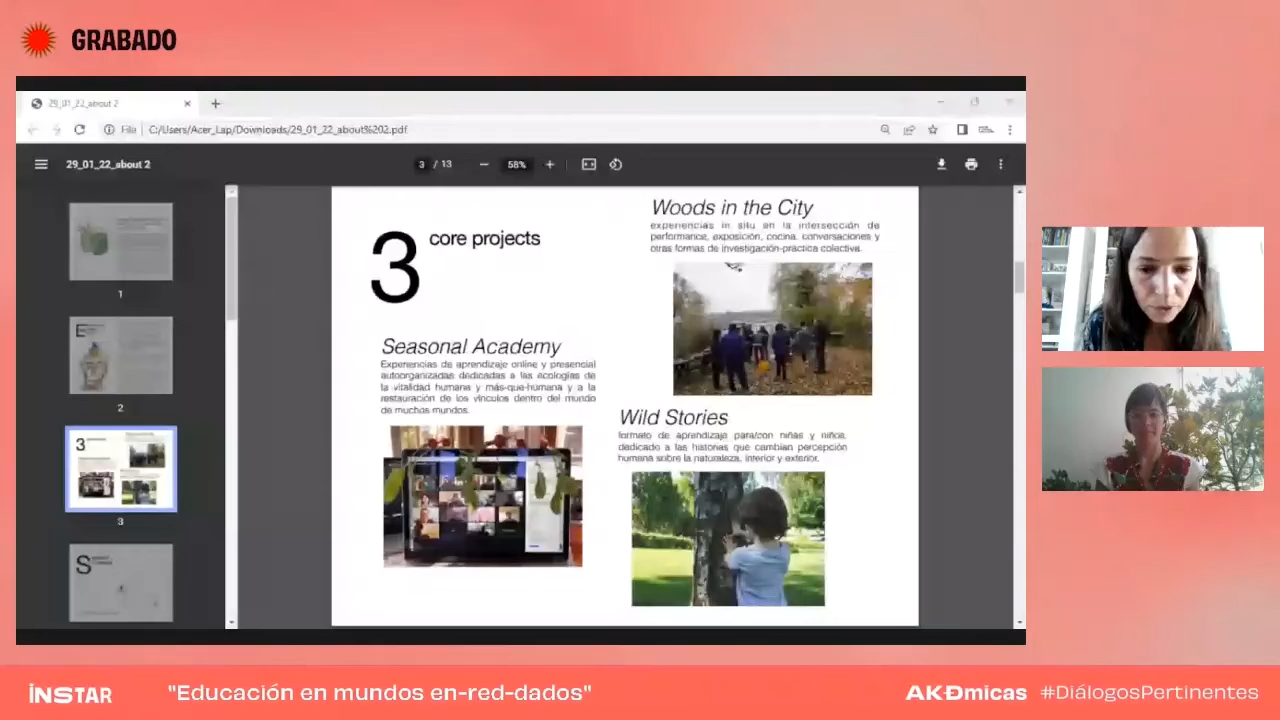 GRABADO
29_01_22_about 2
File
C:/Users/Acer_Lap/Downloads/29_01_22_about%202.pdf
29_01_22_about 2
3 / 13
58%
1
E
2
3
3
S
3 core projects
Seasonal Academy
Experiencias de aprendizaje online y presencial
autoorganizadas dedicadas a las ecologías de
la vitalidad humana y más-que-humana y a la
restauración de los vínculos dentro del mundo
de muchos mundos.
Woods in the City
experiencias in situ en la intersección de
performance, exposición, cocina, conversaciones y
otras formas de investigación-práctica colectiva.
Wild Stories
formato de aprendizaje para/con niñas y niños,
dedicado a las historias que cambian percepción
humana sobre la naturaleza, interior y exterior.
INSTAR
"Educación en mundos en-red-dados"
AK-Dmicas #DiálogosPertinentes